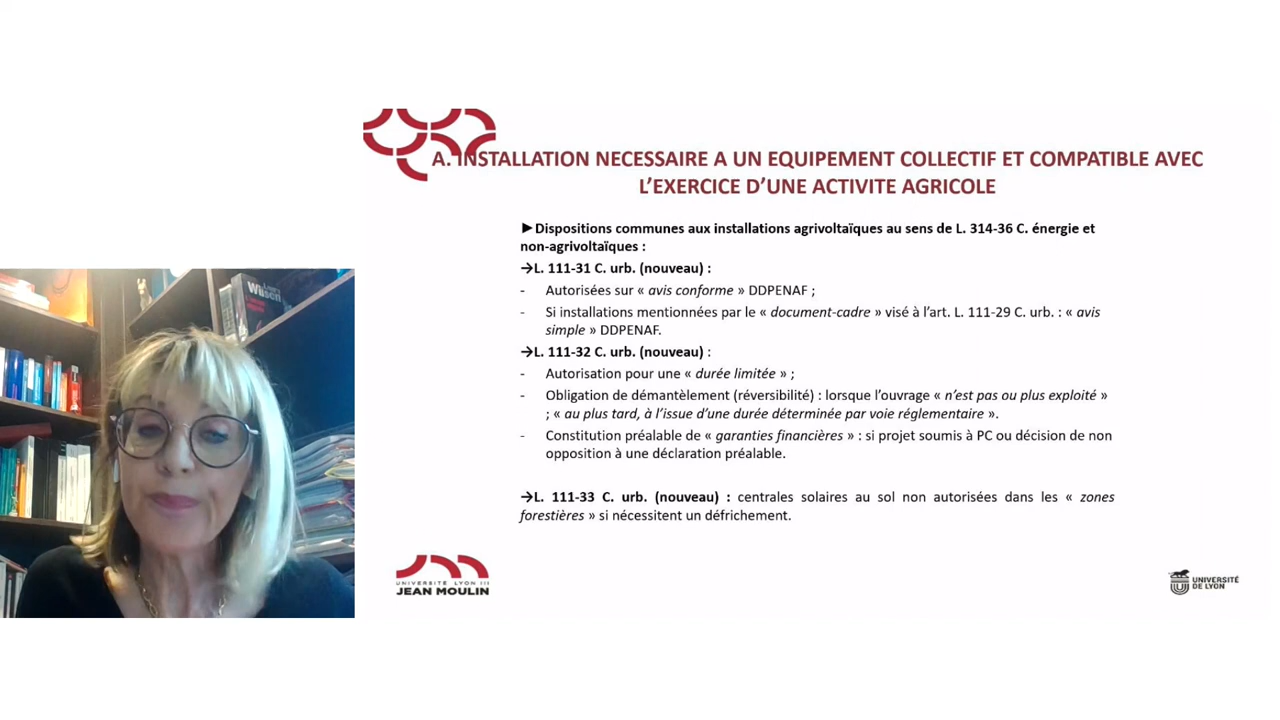 A. INSTALLATION NECESSAIRE A UN EQUIPEMENT COLLECTIF ET COMPATIBLE AVEC
L’EXERCICE D’UNE ACTIVITE AGRICOLE
►Dispositions communes aux installations agrivoltaïques au sens de L. 314-36 C. énergie et
non-agrivoltaïques :
→L. 111-31 C. urb. (nouveau) :
- Autorisées sur « avis conforme » DDPENAF ;
- Si installations mentionnées par le « document-cadre » visé à l’art. L. 111-29 C. urb. : « avis
simple » DDPENAF.
→L. 111-32 C. urb. (nouveau) :
- Autorisation pour une « durée limitée » ;
- Obligation de démantèlement (réversibilité) : lorsque l’ouvrage « n’est pas ou plus exploité »
; « au plus tard, à l’issue d’une durée déterminée par voie réglementaire ».
- Constitution préalable de « garanties financières » : si projet soumis à PC ou décision de non
opposition à une déclaration préalable.
→L. 111-33 C. urb. (nouveau) : centrales solaires au sol non autorisées dans les « zones
forestières » si nécessitent un défrichement.
UNIVERSITÉ LYON III
JEAN MOULIN
UNIVERSITÉ
DE LYON
Wilson